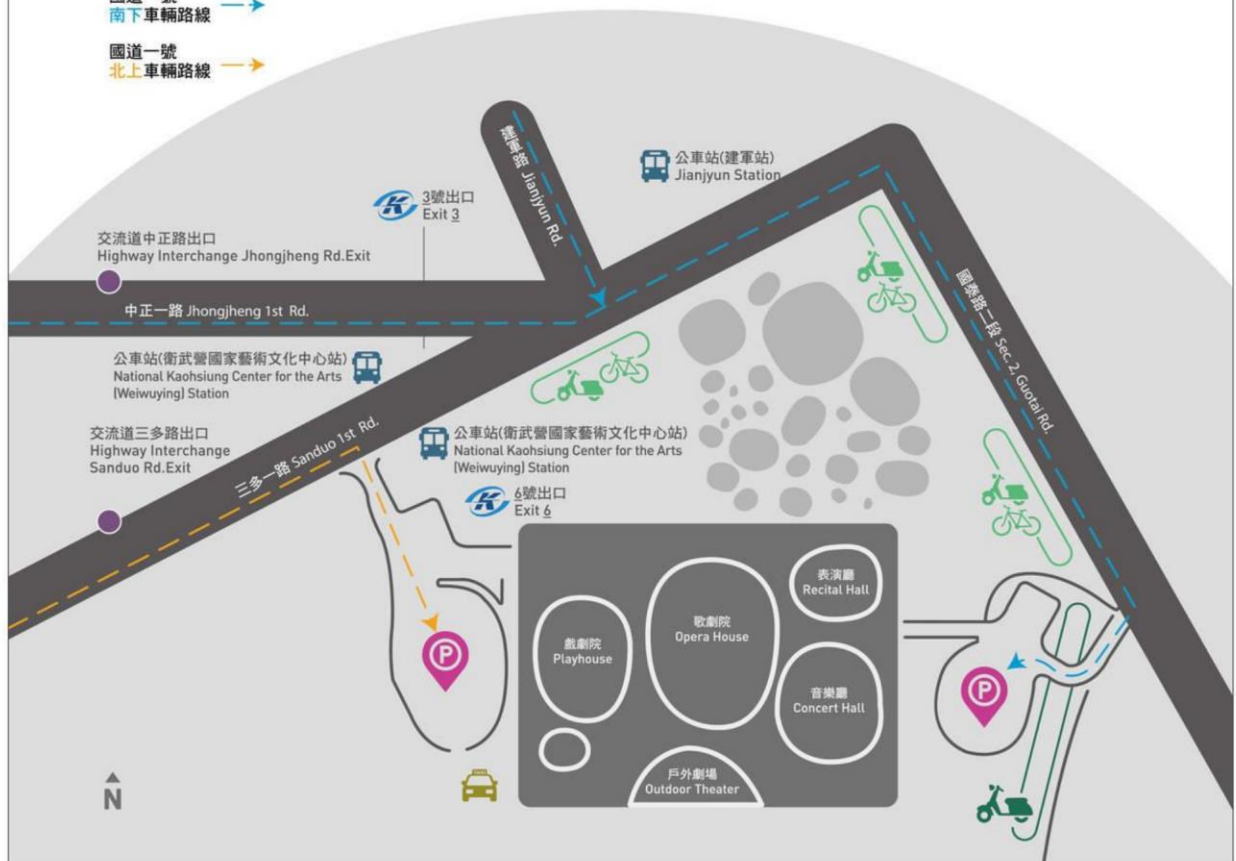 國道一號
南下車輛路線
國道一號
北上車輛路線
建軍路 Jianjyun Rd.
公車站(建軍站)
Jianjyun Station
3號出口
Exit 3
交流道中正路出口
Highway Interchange Jhongjheng Rd.Exit
中正一路 Jhongjheng 1st Rd.
國泰路二段 Sec. 2, Guotai Rd.
公車站(衛武營國家藝術文化中心站)
National Kaohsiung Center for the Arts
(Weiwuying) Station
交流道三多路出口
Highway Interchange
Sanduo Rd.Exit
三多一路 Sanduo 1st Rd.
公車站(衛武營國家藝術文化中心站)
National Kaohsiung Center for the Arts
(Weiwuying) Station
6號出口
Exit 6
表演廳
Recital Hall
歌劇院
Opera House
戲劇院
Playhouse
音樂廳
Concert Hall
戶外劇場
Outdoor Theater
P
P
N